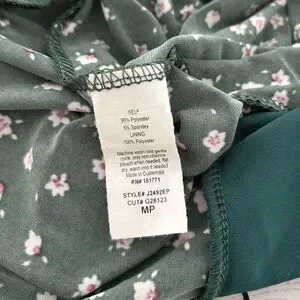 SELF
95% Polyester
5% Spandex
LINING
100% Polyester
Machine wash cold gentle
cycle, only non-chlorine
bleach when needed, flat
dry, warm iron if needed
Made in Guatemala
RN# 151771
STYLE# J2492EP
CUT# G28123
MP